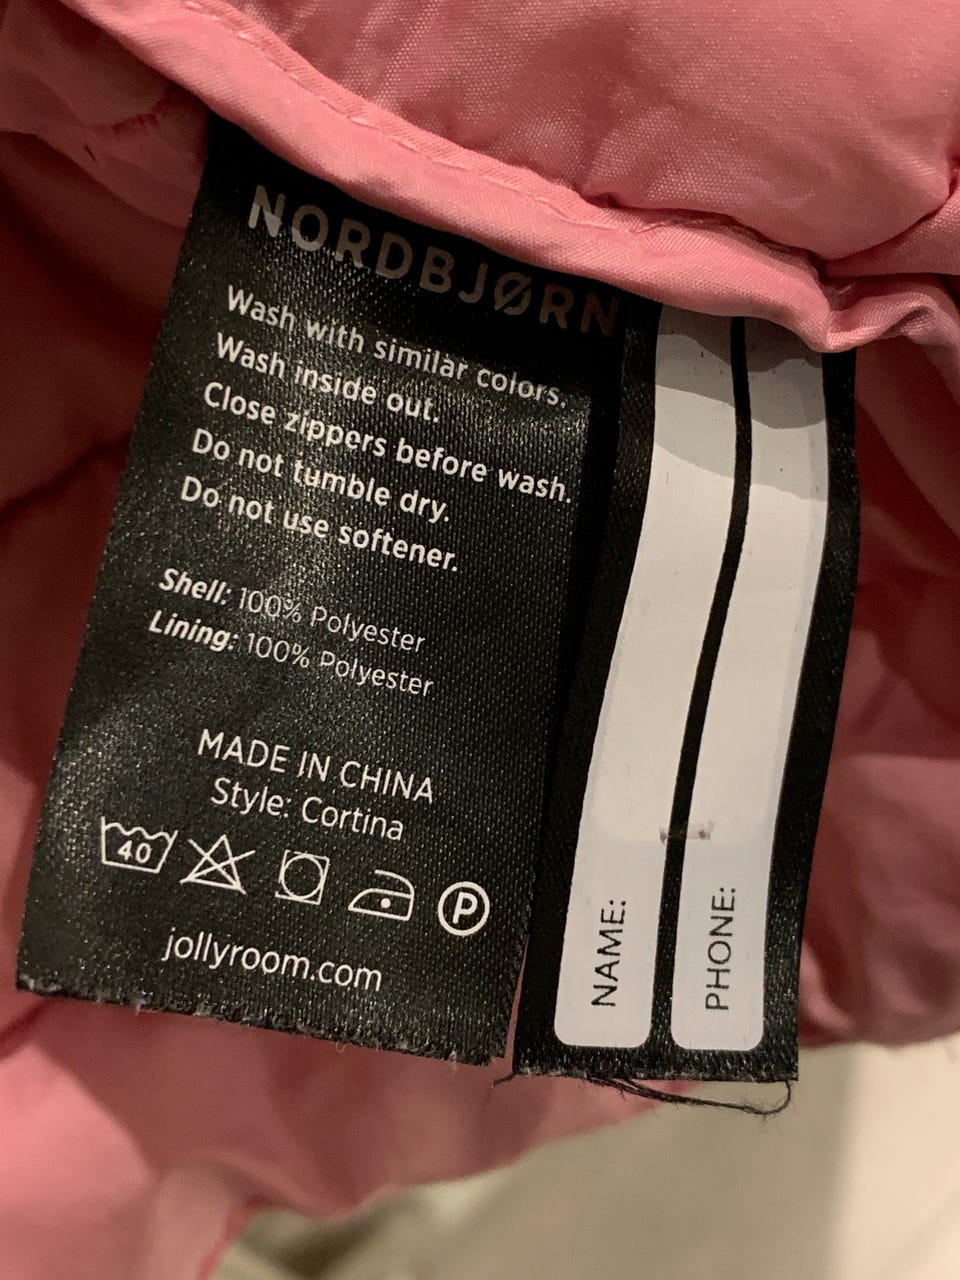 NORDBJØRN
Wash with similar colors.
Wash inside out.
Close zippers before wash.
Do not tumble dry.
Do not use softener.
Shell: 100% Polyester
Lining: 100% Polyester
MADE IN CHINA
Style: Cortina
40
P
jollyroom.com
NAME:
PHONE: